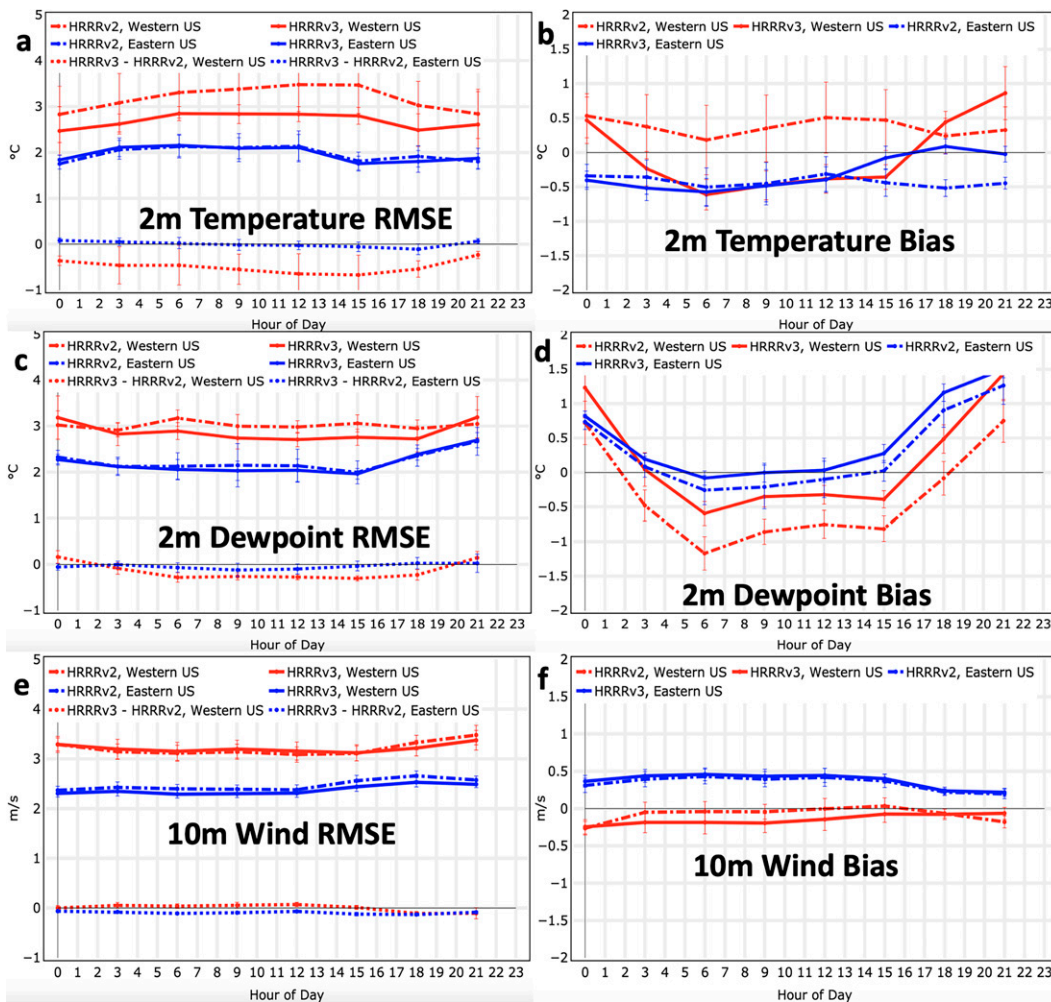 a
HRRRv2, Western US HRRRv3, Western US
HRRRv2, Eastern US HRRRv3, Eastern US
HRRRv3 - HRRRv2, Western US HRRRv3 - HRRRv2, Eastern US
5
4
3
2
1
0
−1
°C
2m Temperature RMSE
0 1 2 3 4 5 6 7 8 9 10 11 12 13 14 15 16 17 18 19 20 21 22 23
Hour of Day
b
HRRRv2, Western US HRRRv3, Western US HRRRv2, Eastern US
HRRRv3, Eastern US
2
1.5
1
0.5
0
−0.5
−1
−1.5
−2
°C
2m Temperature Bias
0 1 2 3 4 5 6 7 8 9 10 11 12 13 14 15 16 17 18 19 20 21 22 23
Hour of Day
c
HRRRv2, Western US HRRRv3, Western US
HRRRv2, Eastern US HRRRv3, Eastern US
HRRRv3 - HRRRv2, Western US HRRRv3 - HRRRv2, Eastern US
5
4
3
2
1
0
−1
°C
2m Dewpoint RMSE
0 1 2 3 4 5 6 7 8 9 10 11 12 13 14 15 16 17 18 19 20 21 22 23
Hour of Day
d
HRRRv2, Western US HRRRv3, Western US HRRRv2, Eastern US
HRRRv3, Eastern US
2
1.5
1
0.5
0
−0.5
−1
−1.5
−2
°C
2m Dewpoint Bias
0 1 2 3 4 5 6 7 8 9 10 11 12 13 14 15 16 17 18 19 20 21 22 23
Hour of Day
e
HRRRv2, Western US HRRRv3, Western US
HRRRv2, Eastern US HRRRv3, Eastern US
HRRRv3 - HRRRv2, Western US HRRRv3 - HRRRv2, Eastern US
5
4
3
2
1
0
−1
m/s
10m Wind RMSE
0 1 2 3 4 5 6 7 8 9 10 11 12 13 14 15 16 17 18 19 20 21 22 23
Hour of Day
f
HRRRv2, Western US HRRRv3, Western US HRRRv2, Eastern US
HRRRv3, Eastern US
2
1.5
1
0.5
0
−0.5
−1
−1.5
−2
m/s
10m Wind Bias
0 1 2 3 4 5 6 7 8 9 10 11 12 13 14 15 16 17 18 19 20 21 22 23
Hour of Day